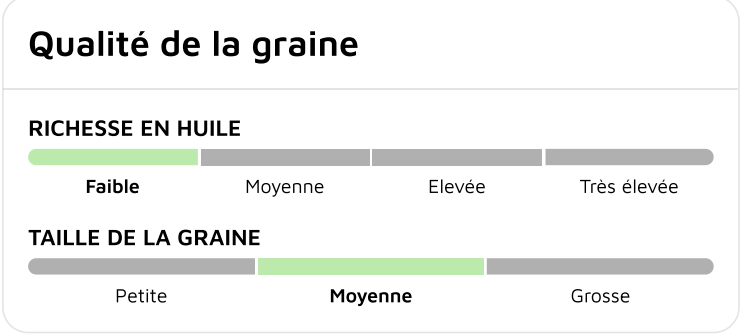 Qualité de la graine
RICHESSE EN HUILE
Faible Moyenne Elevée Très élevée
TAILLE DE LA GRAINE
Petite Moyenne Grosse